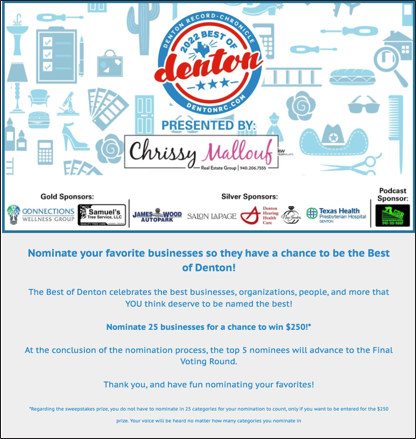 DENTON RECORD-CHRONICLE
2022 BEST OF
denton
DENTONRC.COM
PRESENTED BY:
Chrissy Mallouf
Real Estate Group | 940.206.7555
Gold Sponsors:
Silver Sponsors:
Podcast
Sponsor:
CONNECTIONS
WELLNESS GROUP
Samuel's
Tree Service, LLC
JAMES WOOD
AUTOPARK
SALON LAPAGE
Denton
Hearing
Health
Care
Texas Health
Presbyterian Hospital
DENTON
Nominate your favorite businesses so they have a chance to be the Best
of Denton!
The Best of Denton celebrates the best businesses, organizations, people, and more that
YOU think deserve to be named the best!
Nominate 25 businesses for a chance to win $250!*
At the conclusion of the nomination process, the top 5 nominees will advance to the Final
Voting Round.
Thank you, and have fun nominating your favorites!
*Regarding the sweepstakes prize, you do not have to nominate in 25 categories for your nomination to count, only if you want to be entered for the $250
prize. Your voice will be heard no matter how many categories you nominate in